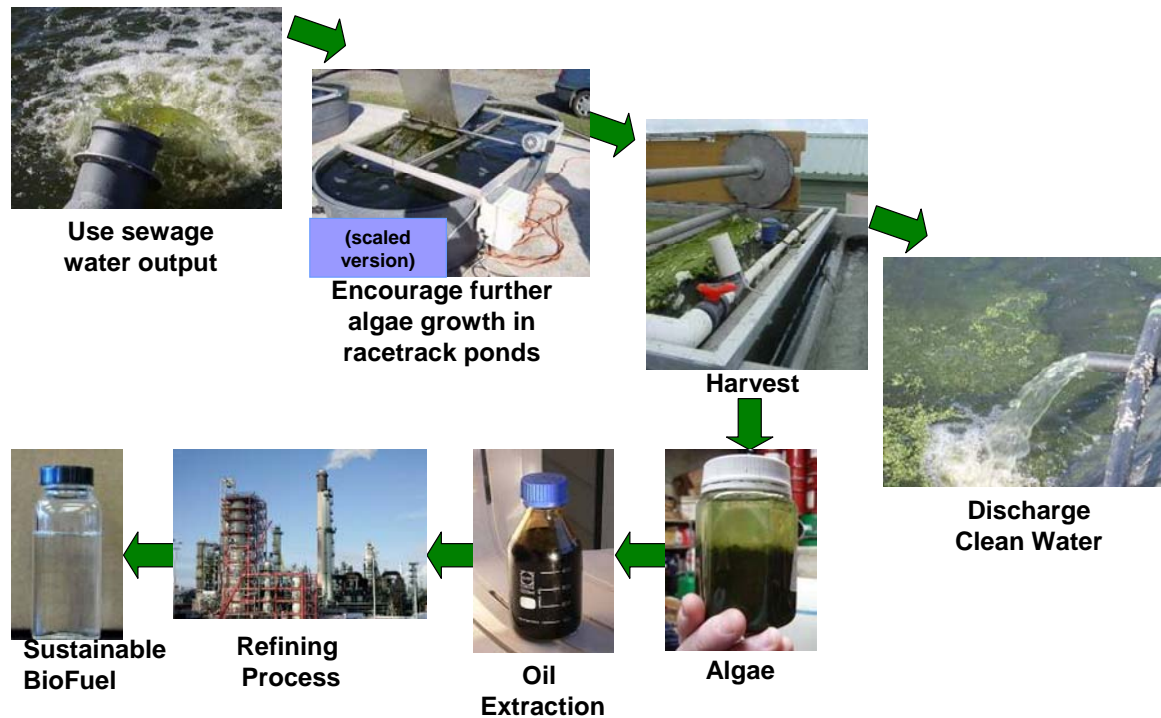 Use sewage
water output
(scaled
version)
Encourage further
algae growth in
racetrack ponds
Harvest
Discharge
Clean Water
Sustainable
BioFuel
Refining
Process
Oil
Extraction
Algae